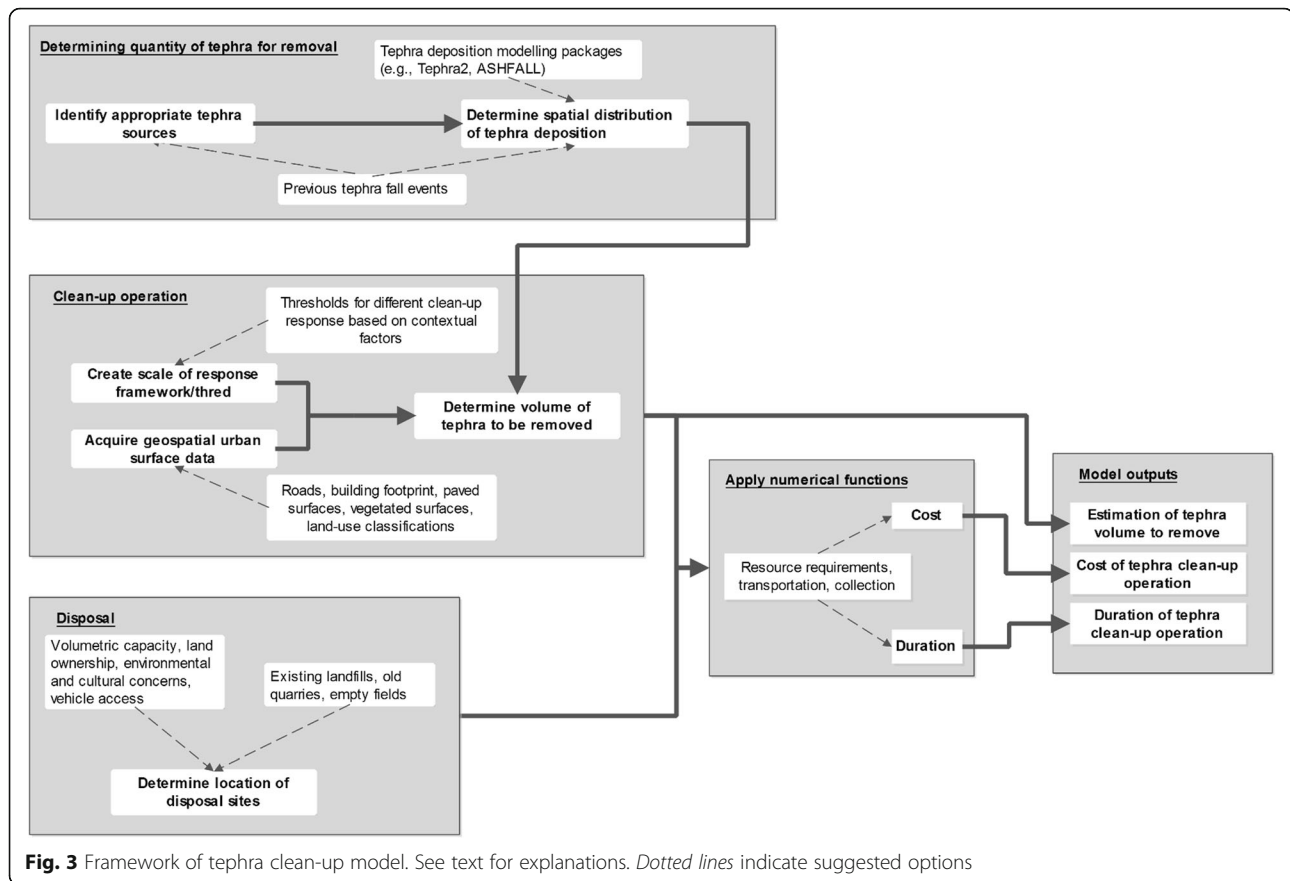 Determining quantity of tephra for removal
Tephra deposition modelling packages
(e.g., Tephra2, ASHFALL)
Identify appropriate tephra
sources
Determine spatial distribution
of tephra deposition
Previous tephra fall events
Clean-up operation
Thresholds for different clean-up
response based on contextual
factors
Create scale of response
framework/thred
Acquire geospatial urban
surface data
Determine volume of
tephra to be removed
Roads, building footprint, paved
surfaces, vegetated surfaces,
land-use classifications
Disposal
Volumetric capacity, land
ownership, environmental
and cultural concerns,
vehicle access
Existing landfills, old
quarries, empty fields
Determine location of
disposal sites
Apply numerical functions
Cost
Resource requirements,
transportation, collection
Duration
Model outputs
Estimation of tephra
volume to remove
Cost of tephra clean-up
operation
Duration of tephra
clean-up operation
Fig. 3 Framework of tephra clean-up model. See text for explanations. Dotted lines indicate suggested options